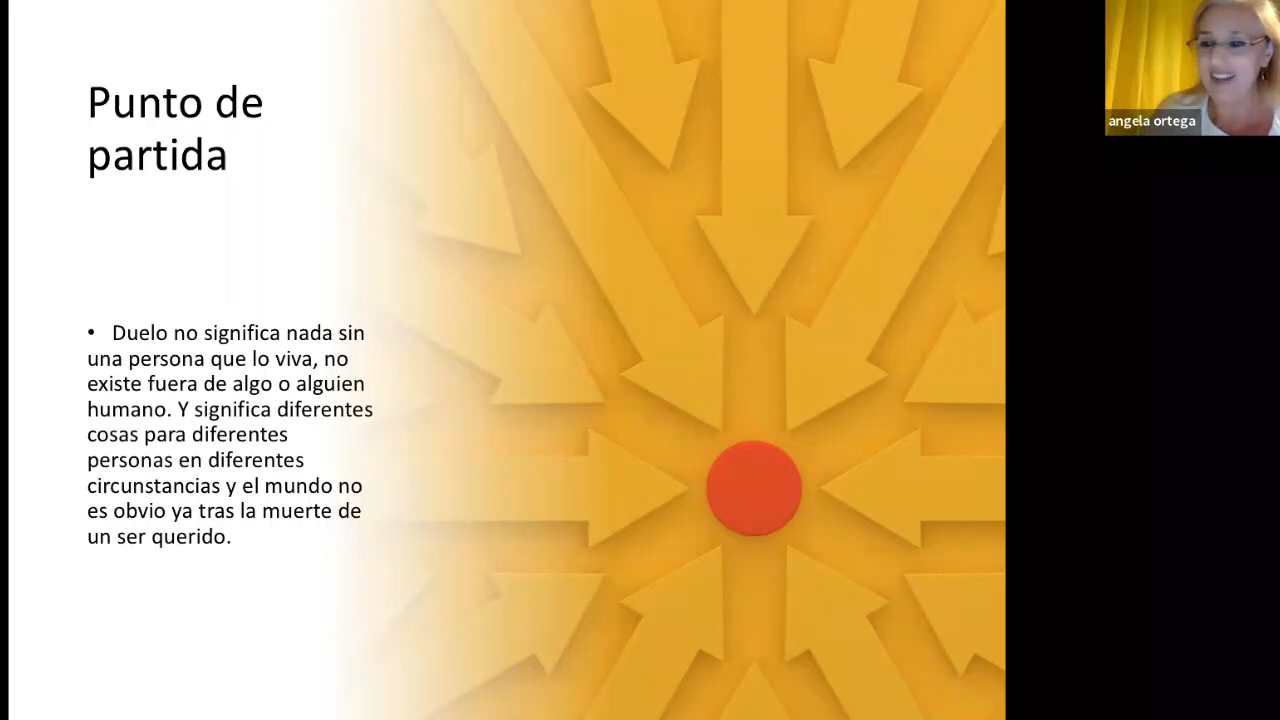 Punto de
partida
• Duelo no significa nada sin
una persona que lo viva, no
existe fuera de algo o alguien
humano. Y significa diferentes
cosas para diferentes
personas en diferentes
circunstancias y el mundo no
es obvio ya tras la muerte de
un ser querido.
angela ortega